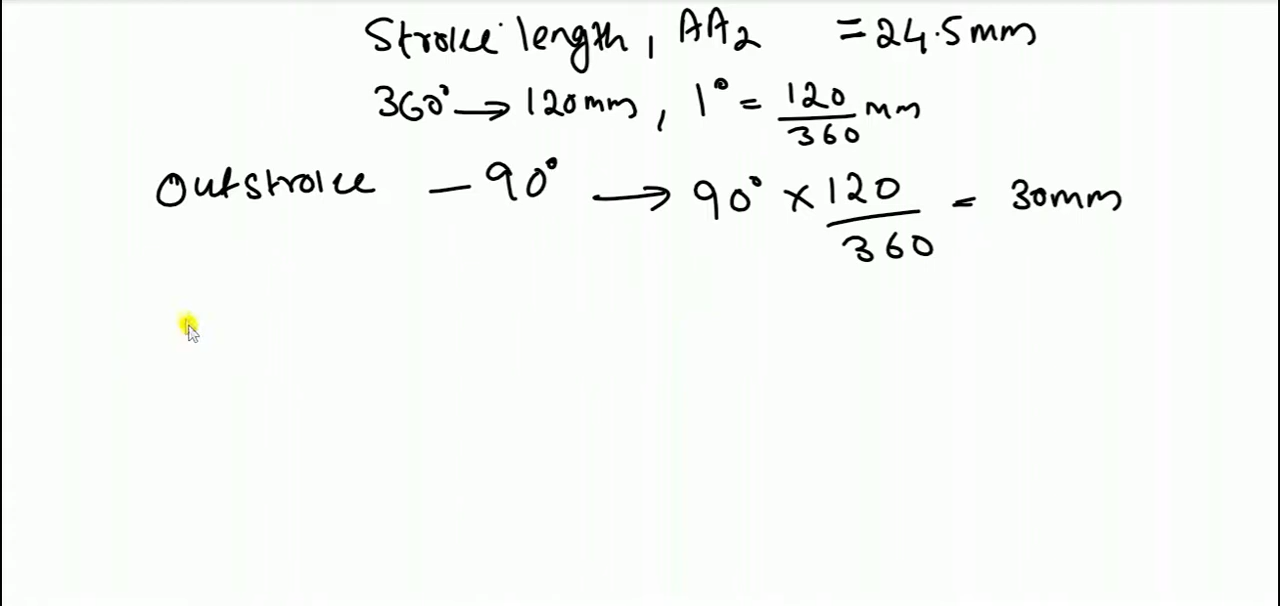 Stroke length, AA2 = 24.5mm
360° → 120mm, 1° = 120/360 mm
Outstroke — 90° → 90° × 120/360 = 30mm